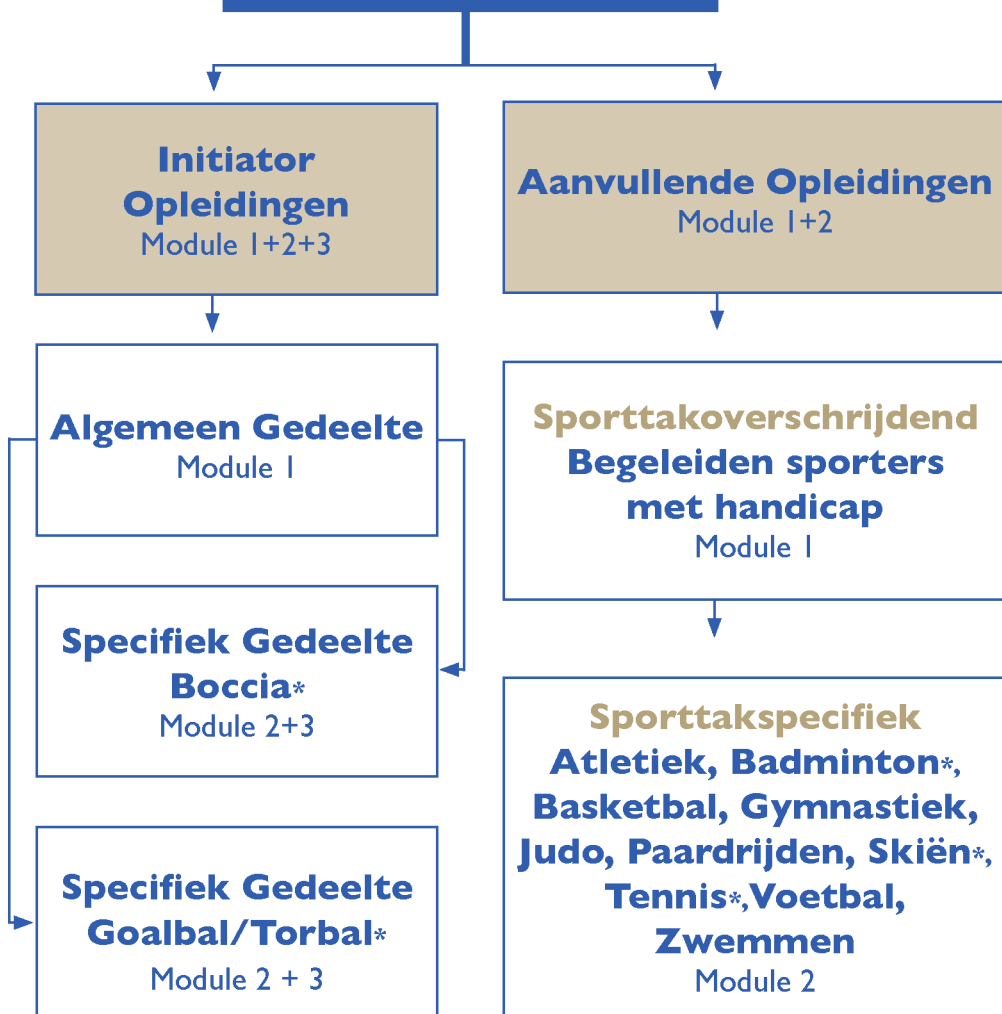 Initiator
Opleidingen
Module 1+2+3
Aanvullende Opleidingen
Module 1+2
Algemeen Gedeelte
Module 1
Sporttakoverschrijdend
Begeleiden sporters
met handicap
Module 1
Specifiek Gedeelte
Boccia*
Module 2+3
Sporttakspecifiek
Atletiek, Badminton*,
Basketbal, Gymnastiek,
Judo, Paardrijden, Skiën*,
Tennis*,Voetbal,
Zwemmen
Module 2
Specifiek Gedeelte
Goalbal/Torbal*
Module 2 + 3